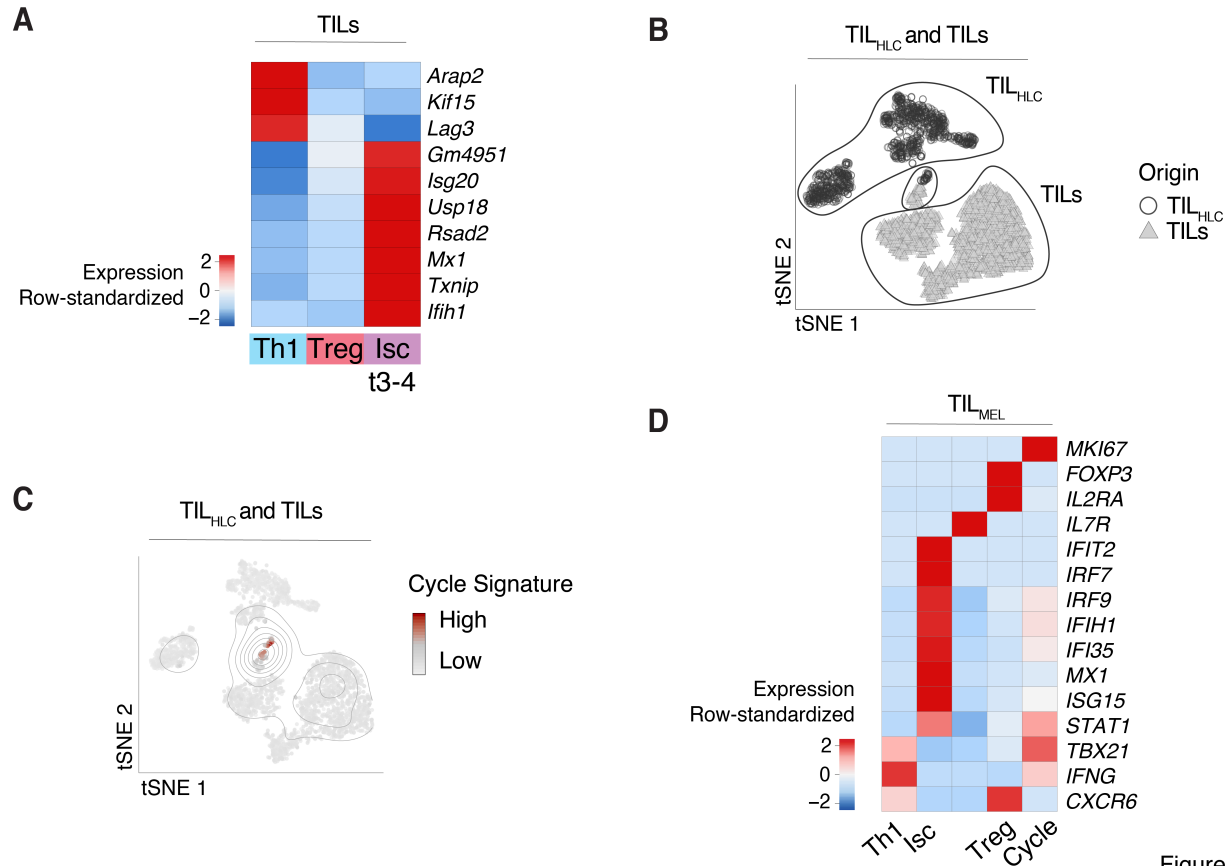 A
TILs
Arap2
Kif15
Lag3
Gm4951
Isg20
Usp18
Rsad2
Mx1
Txnip
Ifih1
Expression
Row-standardized
2
0
−2
Th1 Treg Isc
t3-4
B
TILHLC and TILs
TILHLC
TILs
tSNE 2
tSNE 1
Origin
TILHLC
TILs
C
TILHLC and TILs
Cycle Signature
High
Low
tSNE 2
tSNE 1
D
TILMEL
MKI67
FOXP3
IL2RA
IL7R
IFIT2
IRF7
IRF9
IFIH1
IFI35
MX1
ISG15
STAT1
TBX21
IFNG
CXCR6
Expression
Row-standardized
2
0
−2
Th1 Isc Treg Cycle
Figure